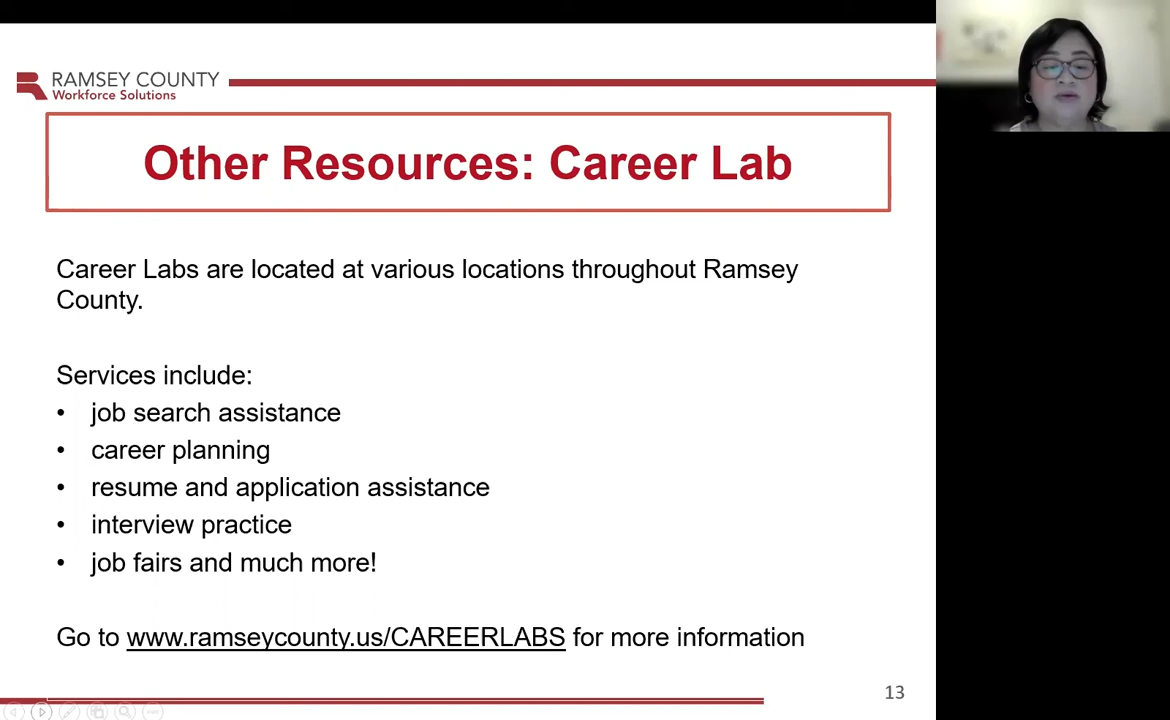 RAMSEY COUNTY
Workforce Solutions
Other Resources: Career Lab
Career Labs are located at various locations throughout Ramsey
County.
Services include:
• job search assistance
• career planning
• resume and application assistance
• interview practice
• job fairs and much more!
Go to www.ramseycounty.us/CAREERLABS for more information
13